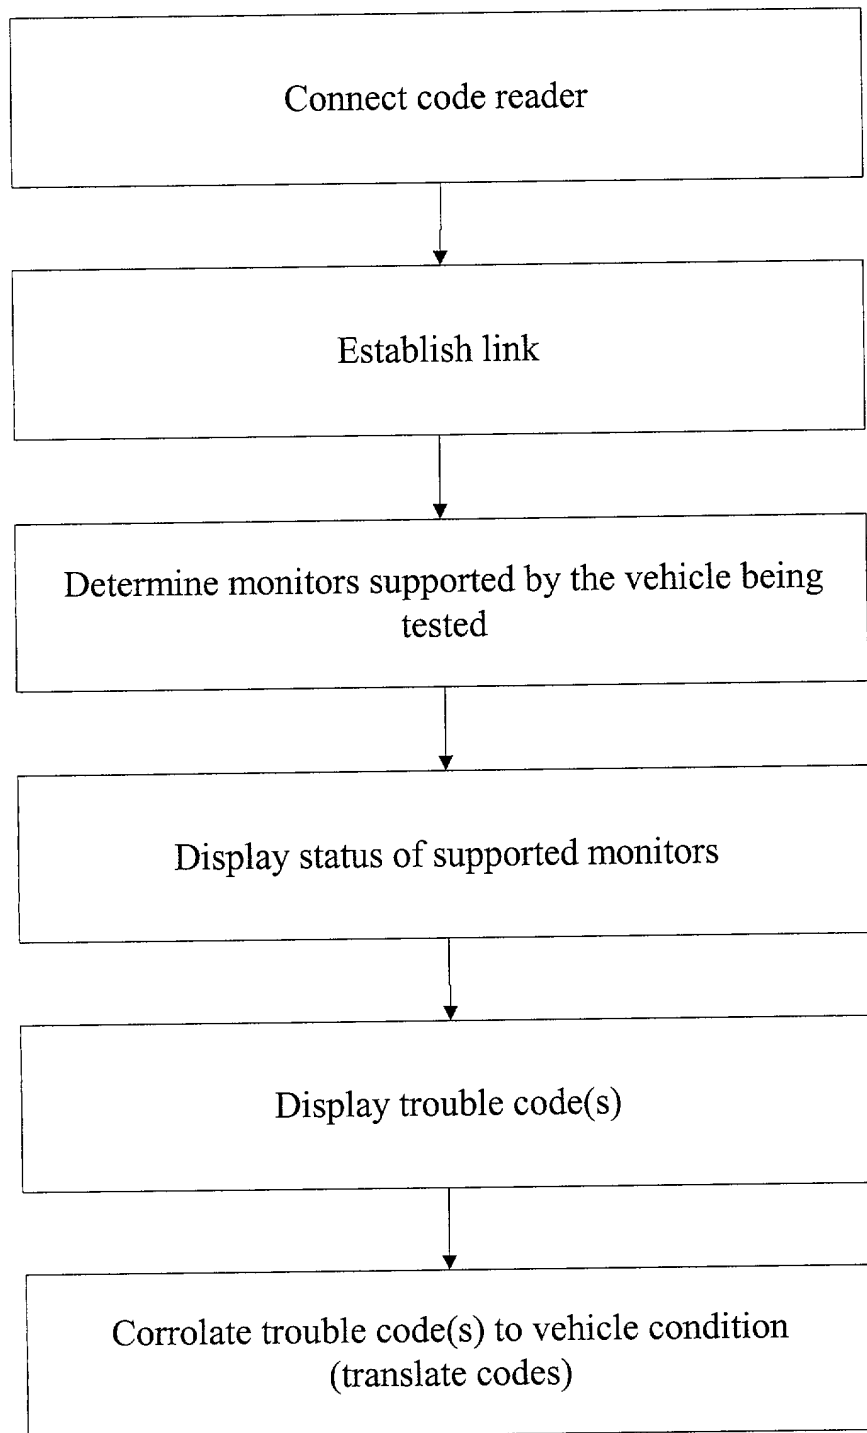 Connect code reader
Establish link
Determine monitors supported by the vehicle being
tested
Display status of supported monitors
Display trouble code(s)
Corrolate trouble code(s) to vehicle condition
(translate codes)